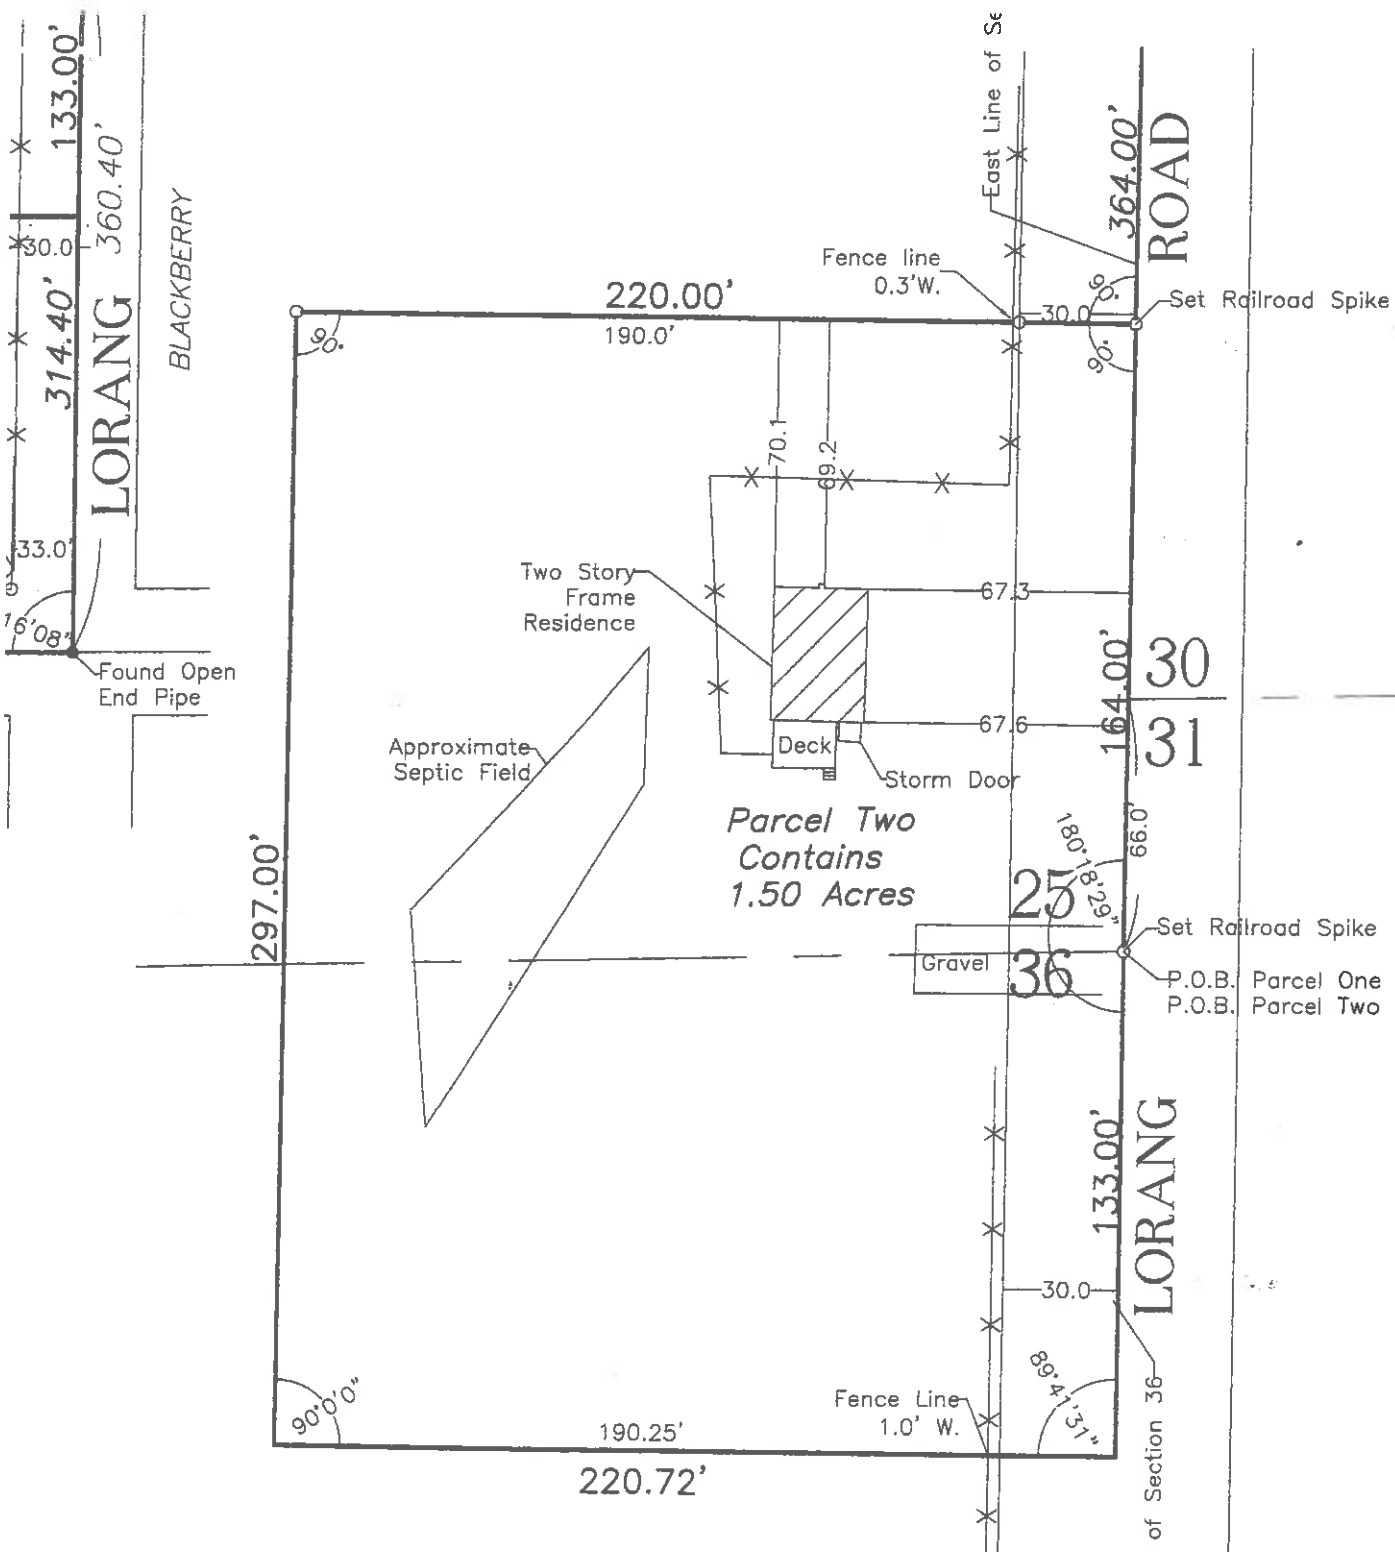 133.00'
360.40'
30.0
314.40'
LORANG
BLACKBERRY
33.0'
16'08"
Found Open
End Pipe
East Line of Se
364.00'
ROAD
Fence line
0.3'W.
220.00'
190.0'
30.0
90°
90°
90°
Set Railroad Spike
70.1
69.2
Two Story
Frame
Residence
67.3
164.00'
30
31
67.6
Deck
Storm Door
Approximate
Septic Field
Parcel Two
Contains
1.50 Acres
66.0'
180°18'29"
25
36
Gravel
Set Railroad Spike
P.O.B. Parcel One
P.O.B. Parcel Two
297.00'
133.00'
LORANG
30.0
89°41'31"
90°0'0"
Fence Line
1.0' W.
190.25'
220.72'
of Section 36